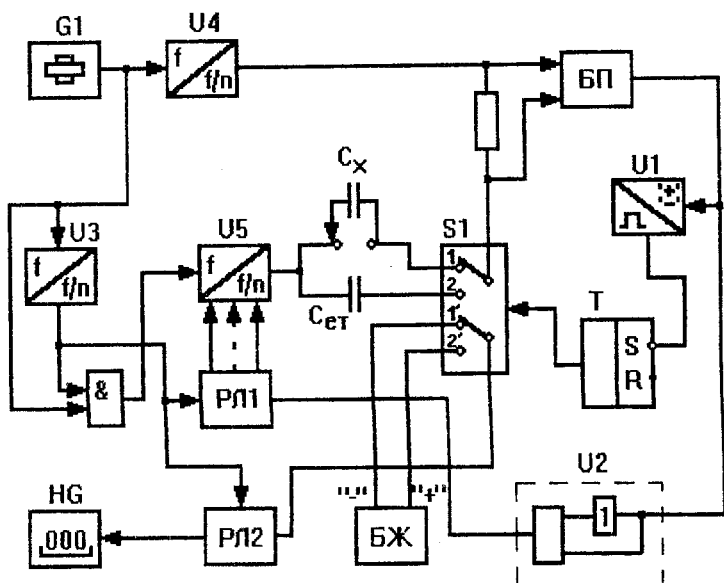 G1
U4
f
f/n
БП
U1
Cx
U3
f
f/n
U5
f
f/n
S1
1
2
1'
2'
Cет
T
S
R
&
РЛ1
"-"
"+"
U2
1
HG
000
РЛ2
БЖ